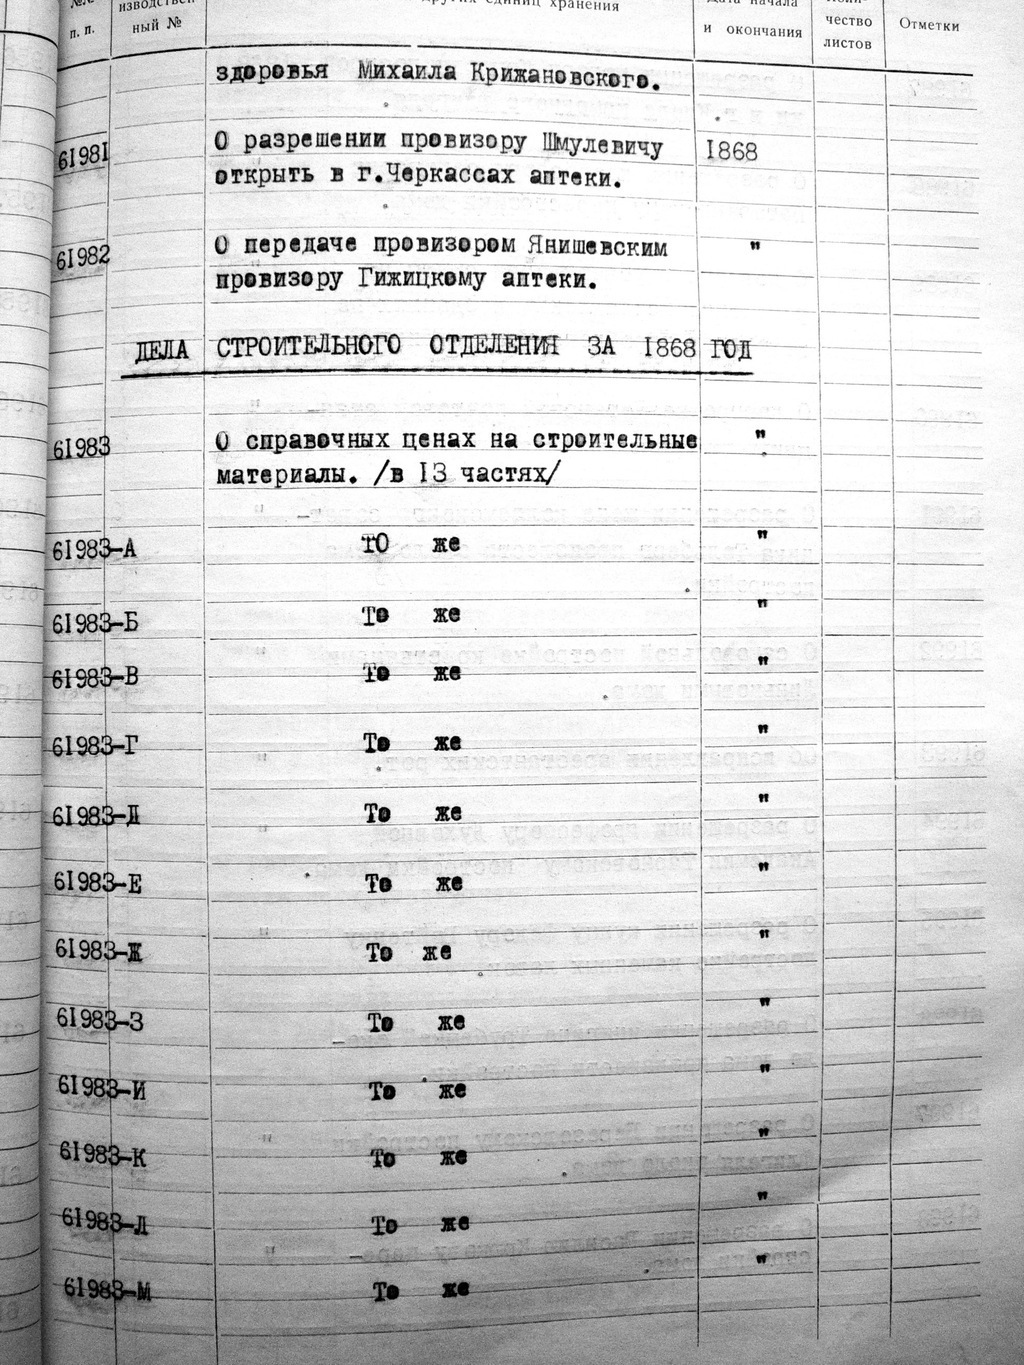 №№ изводствен- других единиц хранения Дата начала
п. п. ный № и окончания чество листов Отметки
здоровья Михаила Крижановского.
61981 О разрешении провизору Шмулевичу 1868
открыть в г.Черкассах аптеки.
61982 О передаче провизором Янишевским "
провизору Гижицкому аптеки.
ДЕЛА СТРОИТЕЛЬНОГО ОТДЕЛЕНИЯ ЗА 1868 ГОД
61983 О справочных ценах на строительные "
материалы. /в 13 частях/
61983-А ТО же "
61983-Б То же "
61983-В То же "
61983-Г То же "
61983-Д То же "
61983-Е То же "
61983-Ж То же "
61983-З То же "
61983-И То же "
61983-К То же "
61983-Л То же "
61983-М То же "